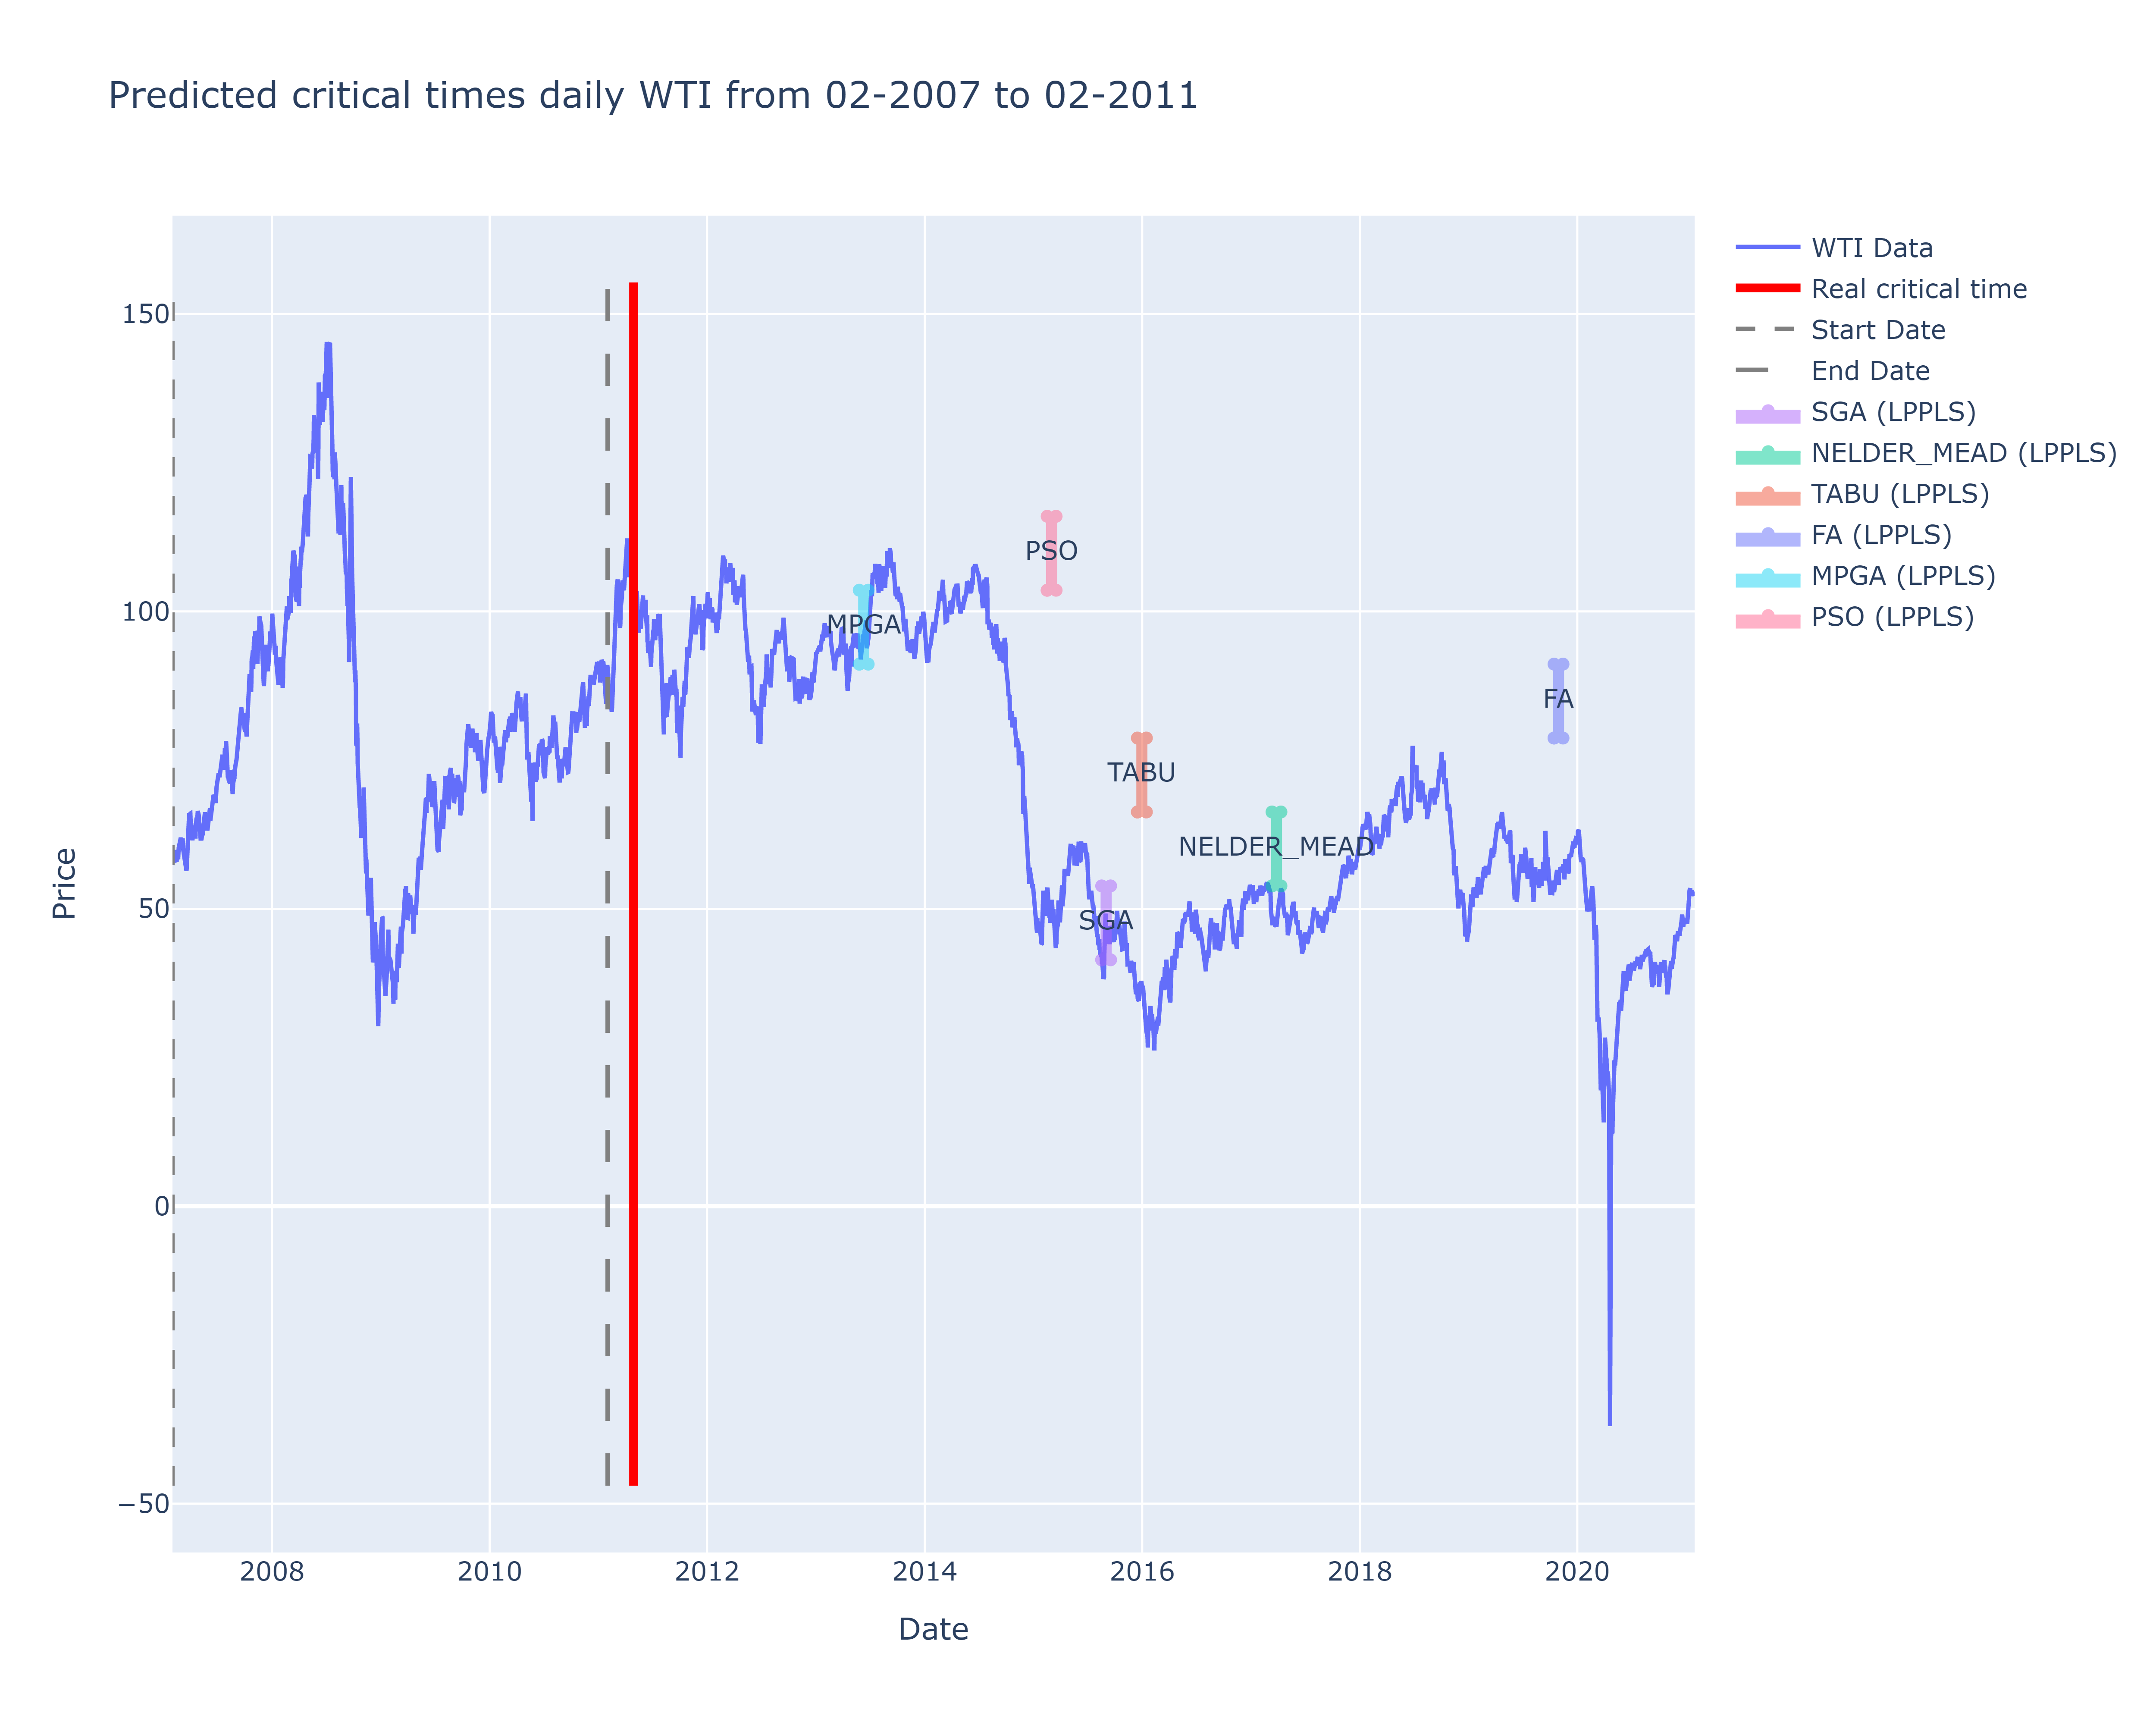 Predicted critical times daily WTI from 02-2007 to 02-2011
WTI Data
Real critical time
Start Date
End Date
SGA (LPPLS)
NELDER_MEAD (LPPLS)
TABU (LPPLS)
FA (LPPLS)
MPGA (LPPLS)
PSO (LPPLS)
150
100
50
0
−50
Price
PSO
MPGA
FA
TABU
NELDER_MEAD
SGA
2008
2010
2012
2014
2016
2018
2020
Date